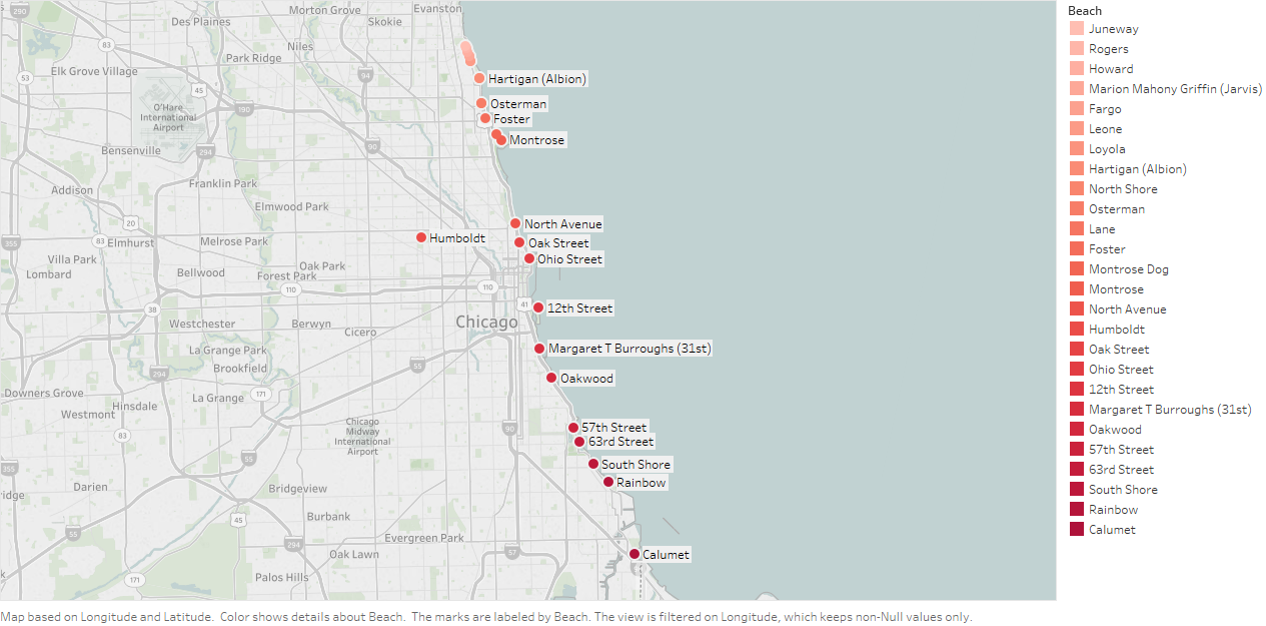 Morton Grove
Evanston
290
Des Plaines
Skokie
83
Niles
Park Ridge
Elk Grove Village
53
94
Hartigan (Albion)
45
O'Hare
International
Airport
190
Osterman
Foster
Montrose
Bensenville
294
90
Franklin Park
Addison
Elmwood Park
20
North Avenue
Humboldt
Oak Street
355
83
Elmhurst
Melrose Park
Ohio Street
Villa Park
Lombard
Bellwood
Oak Park
Forest Park
110
110
38
41
12th Street
Westchester
Berwyn
Cicero
Chicago
La Grange Park
Margaret T Burroughs (31st)
Brookfield
55
294
Oakwood
Downers Grove
171
La Grange
Hinsdale
Westmont
83
Chicago
Midway
International
Airport
90
57th Street
63rd Street
55
355
South Shore
Rainbow
Darien
Bridgeview
idge
45
Burbank
55
294
Evergreen Park
57
Oak Lawn
Calumet
k
171
Palos Hills
Beach
Juneway
Rogers
Howard
Marion Mahony Griffin (Jarvis)
Fargo
Leone
Loyola
Hartigan (Albion)
North Shore
Osterman
Lane
Foster
Montrose Dog
Montrose
North Avenue
Humboldt
Oak Street
Ohio Street
12th Street
Margaret T Burroughs (31st)
Oakwood
57th Street
63rd Street
South Shore
Rainbow
Calumet
Map based on Longitude and Latitude.  Color shows details about Beach.  The marks are labeled by Beach. The view is filtered on Longitude, which keeps non-Null values only.